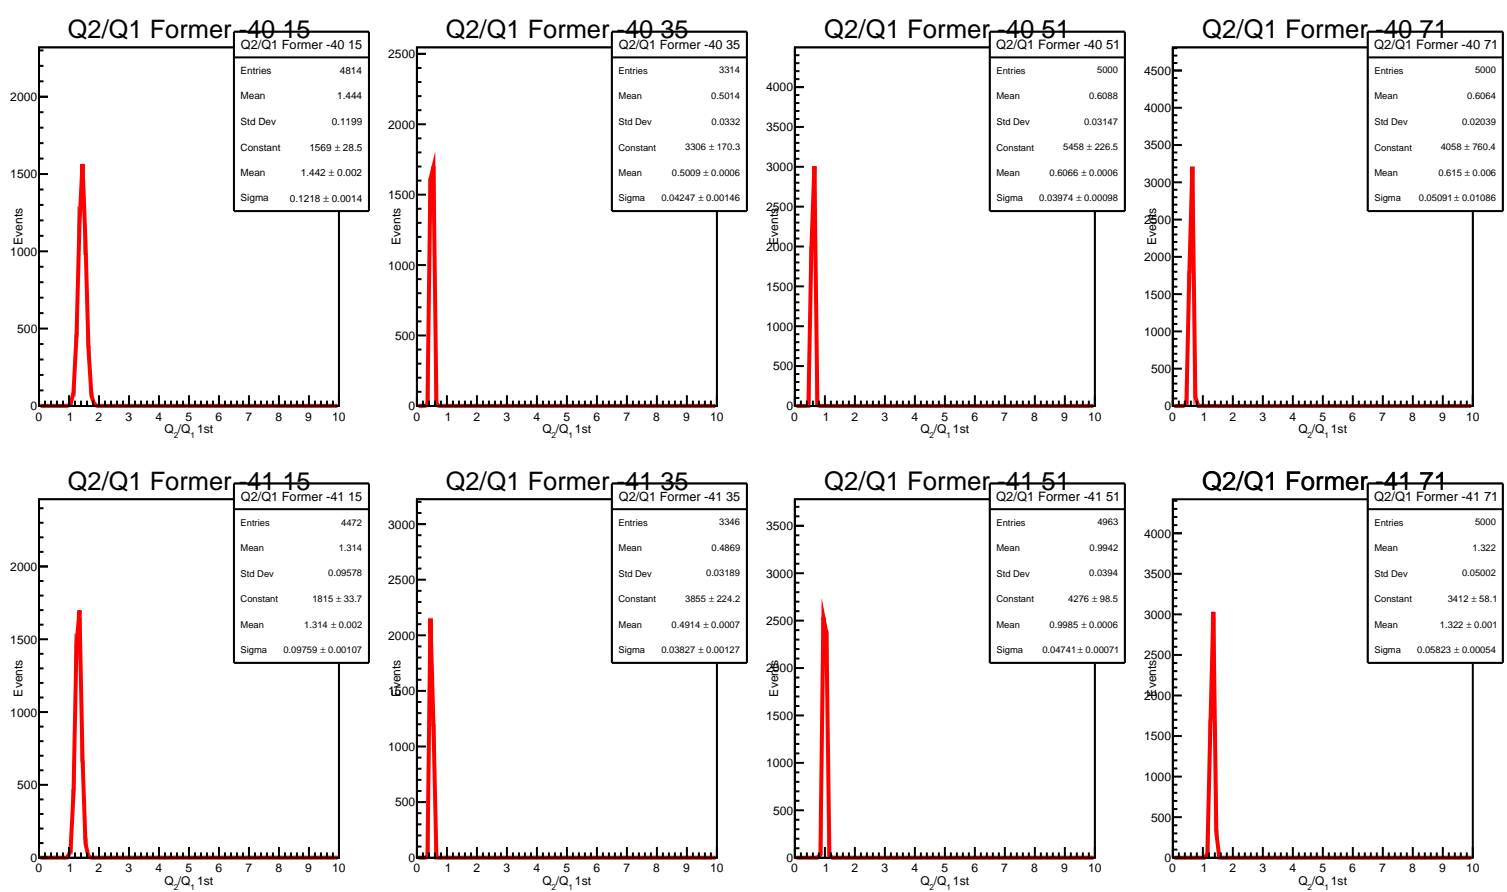 Q2/Q1 Former -40 15
Q2/Q1 Former -40 15
Entries 4814
Mean 1.444
Std Dev 0.1199
Constant 1569 ± 28.5
Mean 1.442 ± 0.002
Sigma 0.1218 ± 0.0014
Events
2000
1500
1000
500
0
0 1 2 3 4 5 6 7 8 9 10
Q2/Q1 1st
Q2/Q1 Former -40 35
Q2/Q1 Former -40 35
Entries 3314
Mean 0.5014
Std Dev 0.0332
Constant 3306 ± 170.3
Mean 0.5009 ± 0.0006
Sigma 0.04247 ± 0.00146
Events
2500
2000
1500
1000
500
0
0 1 2 3 4 5 6 7 8 9 10
Q2/Q1 1st
Q2/Q1 Former -40 51
Q2/Q1 Former -40 51
Entries 5000
Mean 0.6088
Std Dev 0.03147
Constant 5458 ± 226.5
Mean 0.6066 ± 0.0006
Sigma 0.03974 ± 0.00098
Events
4000
3500
3000
2500
2000
1500
1000
500
0
0 1 2 3 4 5 6 7 8 9 10
Q2/Q1 1st
Q2/Q1 Former -40 71
Q2/Q1 Former -40 71
Entries 5000
Mean 0.6064
Std Dev 0.02039
Constant 4058 ± 760.4
Mean 0.615 ± 0.006
Sigma 0.05091 ± 0.01086
Events
4500
4000
3500
3000
2500
2000
1500
1000
500
0
0 1 2 3 4 5 6 7 8 9 10
Q2/Q1 1st
Q2/Q1 Former -41 15
Q2/Q1 Former -41 15
Entries 4472
Mean 1.314
Std Dev 0.09578
Constant 1815 ± 33.7
Mean 1.314 ± 0.002
Sigma 0.09759 ± 0.00107
Events
2000
1500
1000
500
0
0 1 2 3 4 5 6 7 8 9 10
Q2/Q1 1st
Q2/Q1 Former -41 35
Q2/Q1 Former -41 35
Entries 3346
Mean 0.4869
Std Dev 0.03189
Constant 3855 ± 224.2
Mean 0.4914 ± 0.0007
Sigma 0.03827 ± 0.00127
Events
3000
2500
2000
1500
1000
500
0
0 1 2 3 4 5 6 7 8 9 10
Q2/Q1 1st
Q2/Q1 Former -41 51
Q2/Q1 Former -41 51
Entries 4963
Mean 0.9942
Std Dev 0.0394
Constant 4276 ± 98.5
Mean 0.9985 ± 0.0006
Sigma 0.04741 ± 0.00071
Events
3500
3000
2500
2000
1500
1000
500
0
0 1 2 3 4 5 6 7 8 9 10
Q2/Q1 1st
Q2/Q1 Former -41 71
Q2/Q1 Former -41 71
Entries 5000
Mean 1.322
Std Dev 0.05002
Constant 3412 ± 58.1
Mean 1.322 ± 0.001
Sigma 0.05823 ± 0.00054
Events
4000
3500
3000
2500
2000
1500
1000
500
0
0 1 2 3 4 5 6 7 8 9 10
Q2/Q1 1st